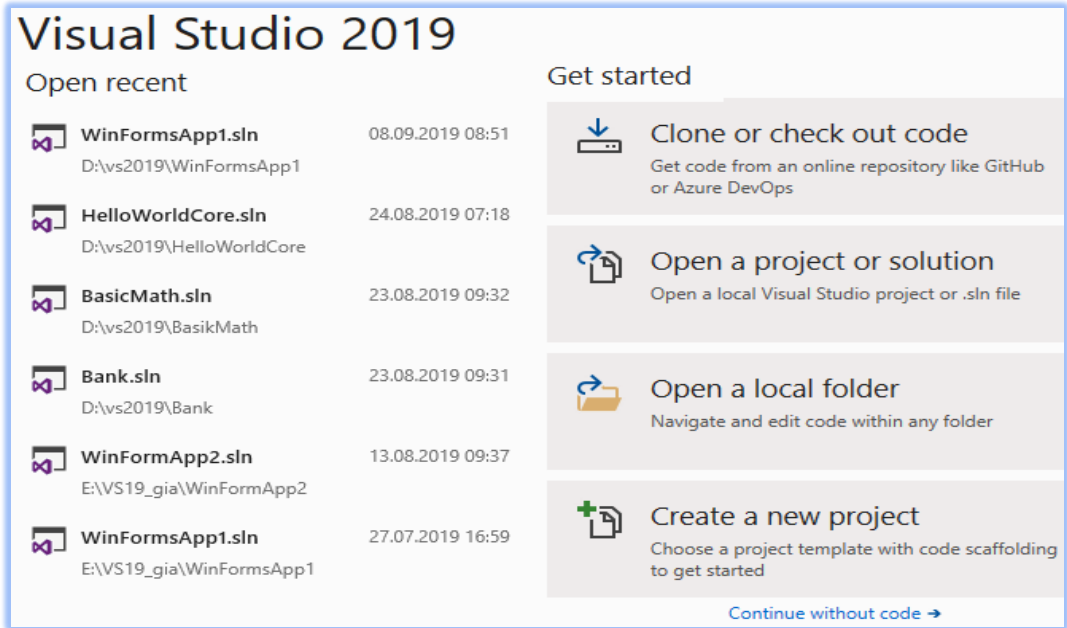 Visual Studio 2019
Open recent
WinFormsApp1.sln 08.09.2019 08:51
D:\vs2019\WinFormsApp1
HelloWorldCore.sln 24.08.2019 07:18
D:\vs2019\HelloWorldCore
BasicMath.sln 23.08.2019 09:32
D:\vs2019\BasikMath
Bank.sln 23.08.2019 09:31
D:\vs2019\Bank
WinFormApp2.sln 13.08.2019 09:37
E:\VS19_gia\WinFormApp2
WinFormsApp1.sln 27.07.2019 16:59
E:\VS19_gia\WinFormsApp1
Get started
Clone or check out code
Get code from an online repository like GitHub
or Azure DevOps
Open a project or solution
Open a local Visual Studio project or .sln file
Open a local folder
Navigate and edit code within any folder
Create a new project
Choose a project template with code scaffolding
to get started
Continue without code →